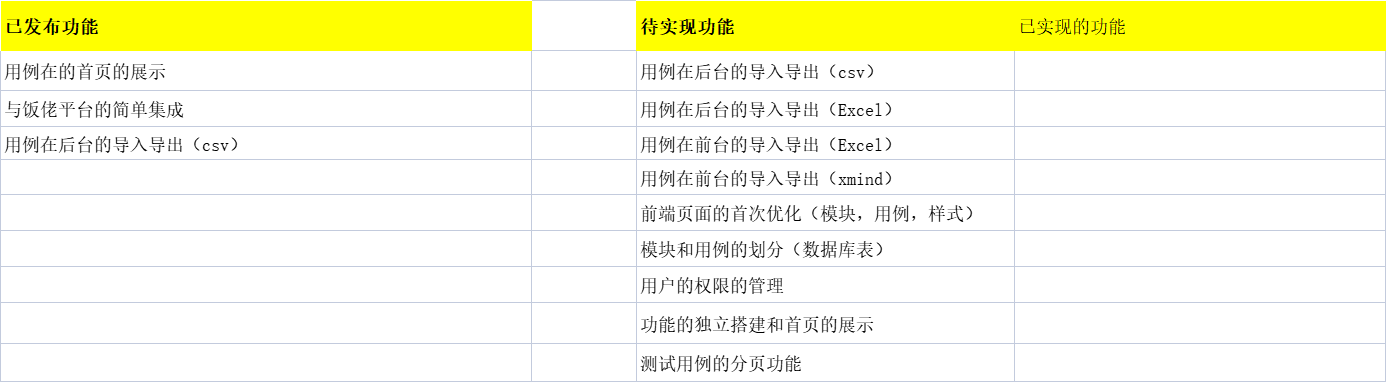 已发布功能 待实现功能 已实现的功能
用例在的首页的展示 用例在后台的导入导出（csv）
与饭佬平台的简单集成 用例在后台的导入导出（Excel）
用例在后台的导入导出（csv） 用例在前台的导入导出（Excel）
用例在前台的导入导出（xmind）
前端页面的首次优化（模块，用例，样式）
模块和用例的划分（数据库表）
用户的权限的管理
功能的独立搭建和首页的展示
测试用例的分页功能